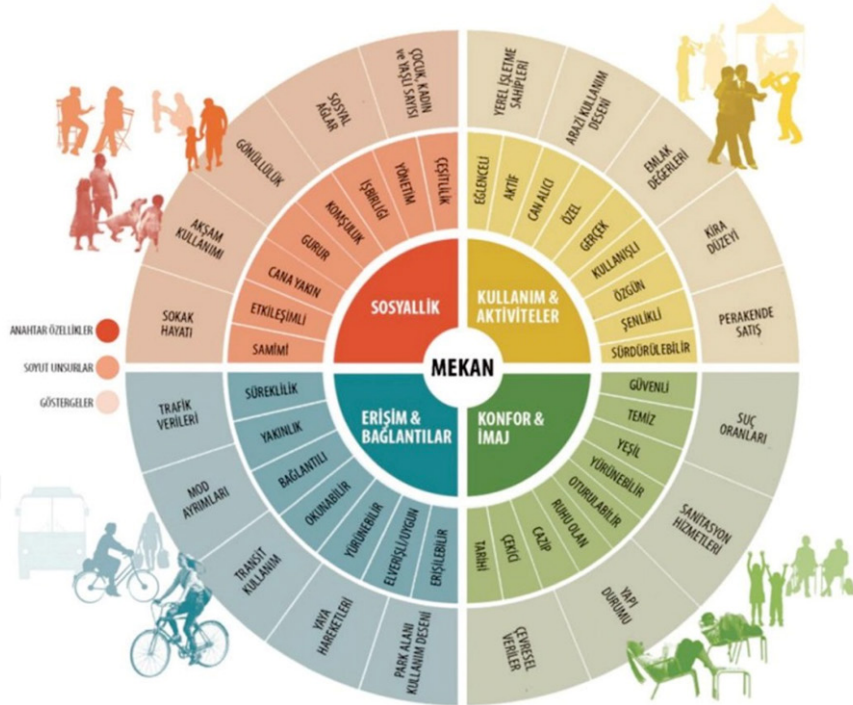 ÇOCUK, KADIN
ve YAŞLI SAYISI
SOSYAL
AĞLAR
GÖNÜLLÜLÜK
AKŞAM
KULLANIMI
SOKAK
HAYATI
ÇEŞİTLİLİK
YÖNETİM
İŞBİRLİĞİ
KOMŞULUK
GURUR
CANA YAKIN
ETKİLEŞİMLİ
SAMİMİ
SOSYALLİK
YEREL İŞLETME
SAHİPLERİ
ARAZİ KULLANIM
DESENİ
EMLAK
DEĞERLERİ
KİRA
DÜZEYİ
PERAKENDE
SATIŞ
EĞLENCELİ
AKTİF
CAN ALICI
ÖZEL
GERÇEK
KULLANIŞLI
ÖZGÜN
ŞENLİKLİ
SÜRDÜRÜLEBİLİR
KULLANIM &
AKTİVİTELER
MEKAN
ANAHTAR ÖZELLİKLER
SOYUT UNSURLAR
GÖSTERGELER
ERİŞİM &
BAĞLANTILAR
SÜREKLİLİK
YAKINLIK
BAĞLANTILI
OKUNABİLİR
YÜRÜNEBİLİR
ELVERİŞLİ/UYGUN
ERİŞİLEBİLİR
TRAFİK
VERİLERİ
MOD
AYRIMLARI
TRANSİT
KULLANIM
YAYA
HAREKETLERİ
PARK ALANI
KULLANIM DESENİ
KONFOR &
İMAJ
GÜVENLİ
TEMİZ
YEŞİL
YÜRÜNEBİLİR
OTURULABİLİR
RUHU OLAN
CAZİP
ÇEKİCİ
TARİHİ
SUÇ
ORANLARI
SANİTASYON
HİZMETLERİ
YAPI
DURUMU
ÇEVRESEL
VERİLER